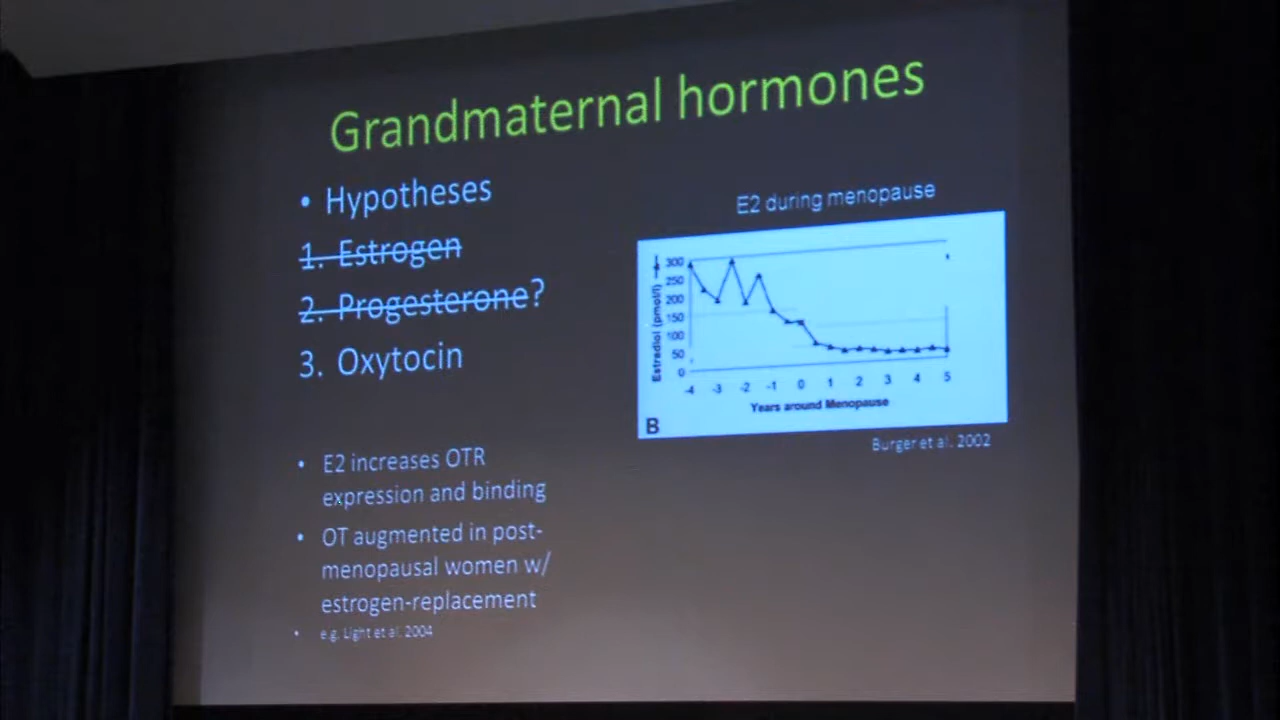 Grandmaternal hormones
• Hypotheses
1. Estrogen
2. Progesterone?
3. Oxytocin
• E2 increases OTR
expression and binding
• OT augmented in post-
menopausal women w/
estrogen-replacement
• e.g. Light et al. 2004
E2 during menopause
Estradiol (pmol/l)
300
250
200
150
100
50
0
-4 -3 -2 -1 0 1 2 3 4 5
Years around Menopause
B
Burger et al. 2002